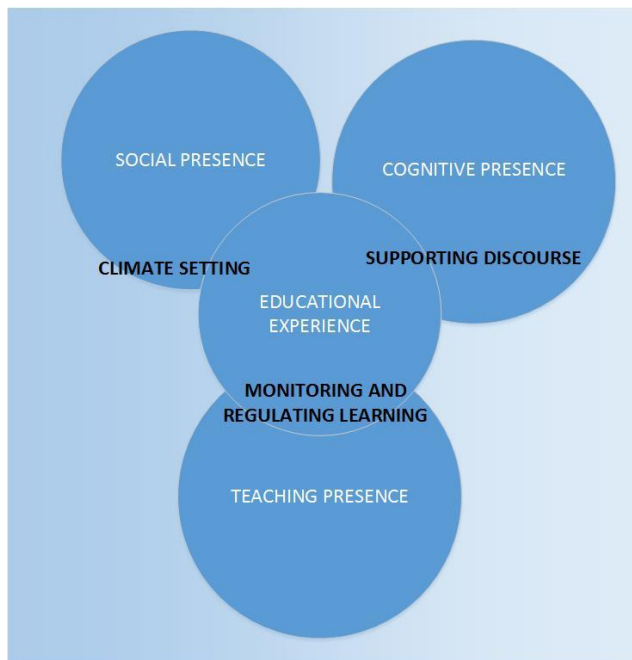 SOCIAL PRESENCE
COGNITIVE PRESENCE
CLIMATE SETTING
SUPPORTING DISCOURSE
EDUCATIONAL
EXPERIENCE
MONITORING AND
REGULATING LEARNING
TEACHING PRESENCE